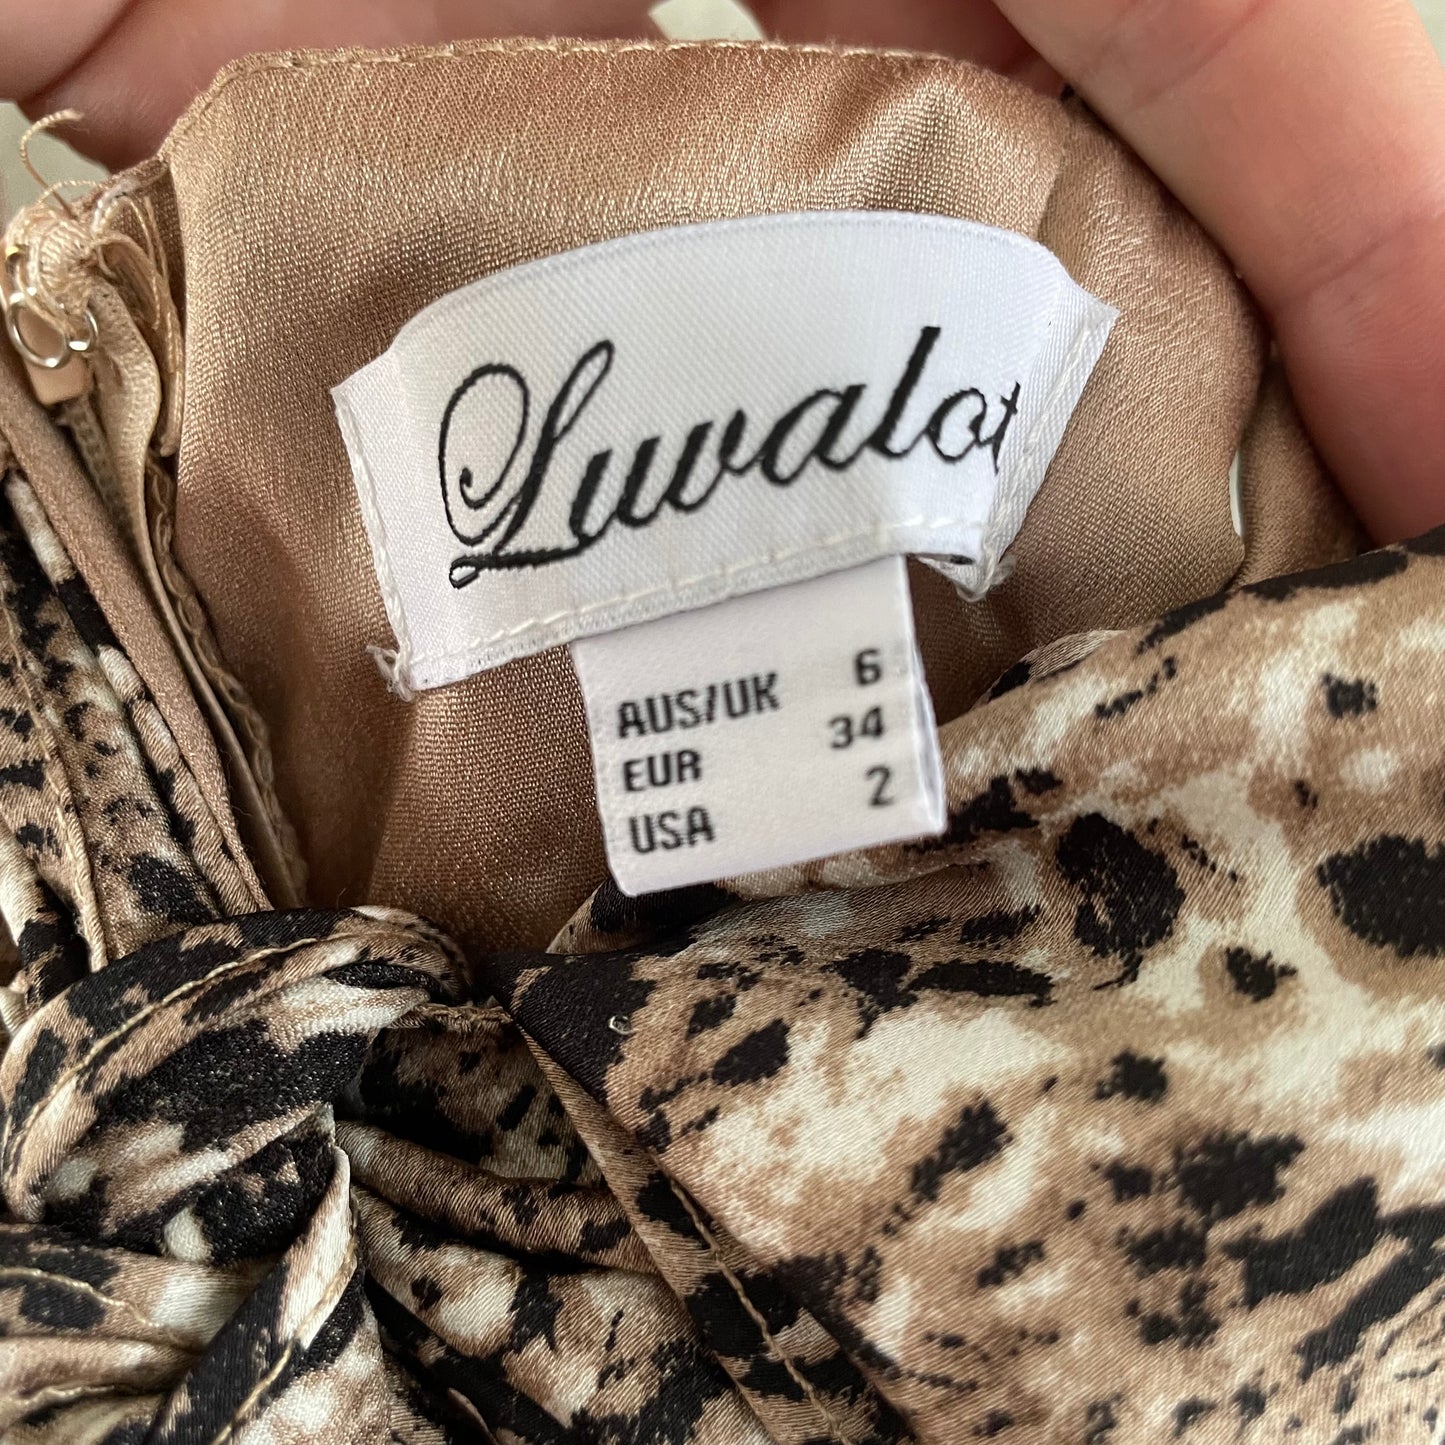 Luvalot
AUS/UK 6
EUR 34
USA 2